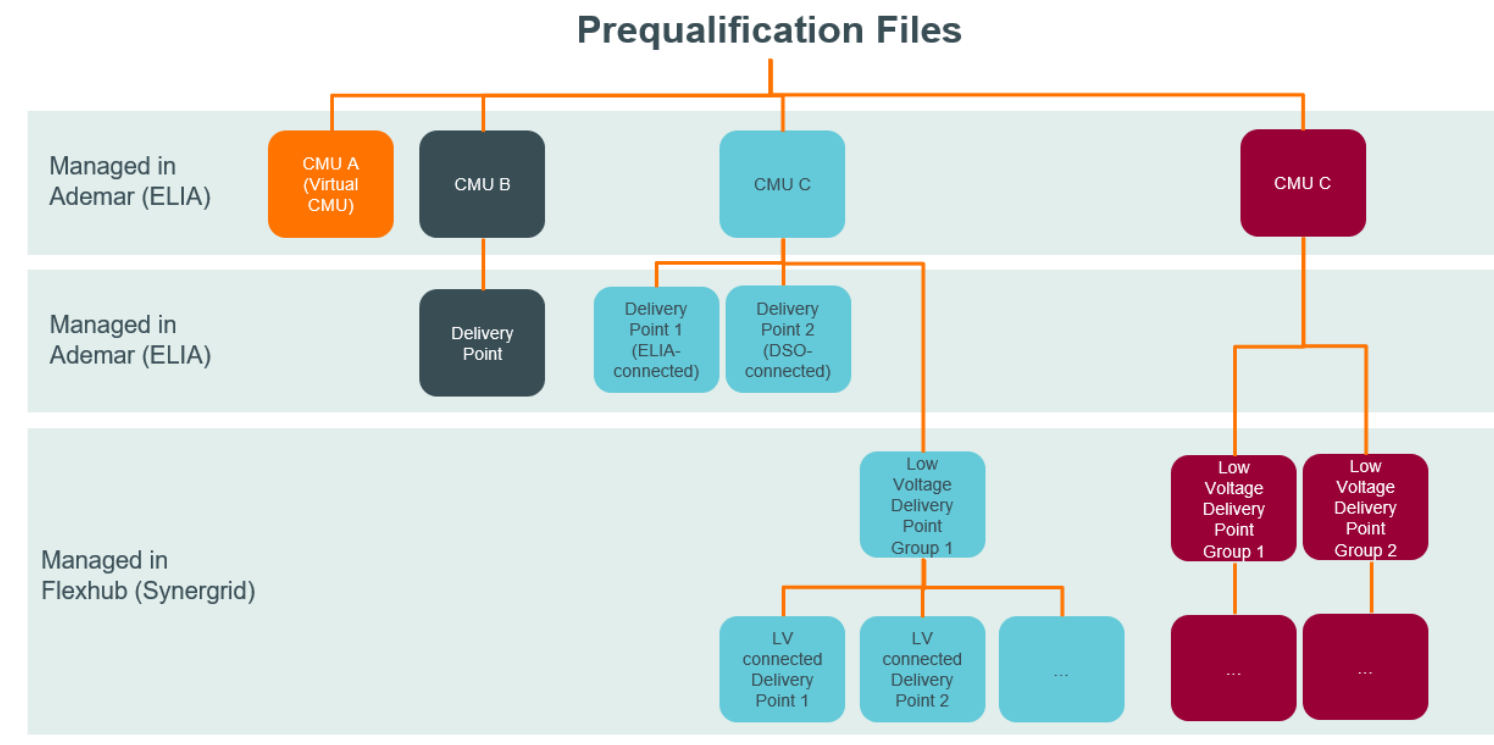 Prequalification Files
Managed in
Ademar (ELIA)
CMU A
(Virtual
CMU)
CMU B
CMU C
CMU C
Managed in
Ademar (ELIA)
Delivery
Point
Delivery
Point 1
(ELIA-
connected)
Delivery
Point 2
(DSO-
connected)
Managed in
Flexhub (Synergrid)
Low
Voltage
Delivery
Point
Group 1
Low
Voltage
Delivery
Point
Group 1
Low
Voltage
Delivery
Point
Group 2
LV
connected
Delivery
Point 1
LV
connected
Delivery
Point 2
...
...
...